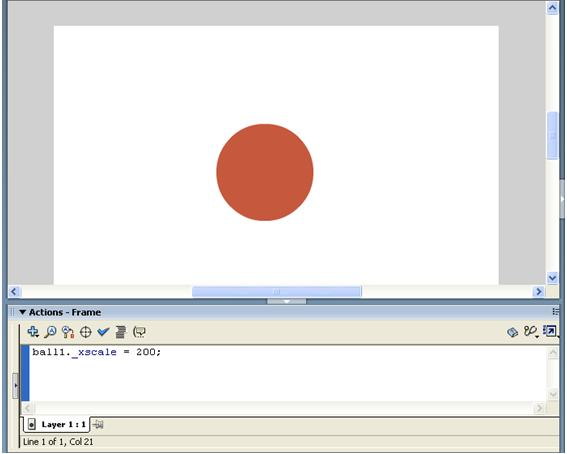 Actions - Frame
ball1._xscale = 200;
Layer 1 : 1
Line 1 of 1, Col 21